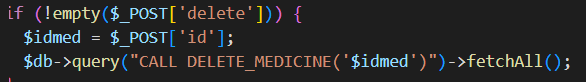 if (!empty($_POST['delete'])) {
$idmed = $_POST['id'];
$db->query("CALL DELETE_MEDICINE('$idmed')")->fetchAll();